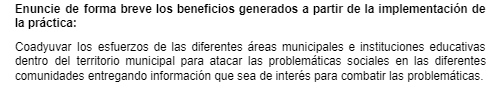 Enuncie de forma breve los beneficios generados a partir de la implementación de
la práctica:
Coadyuvar los esfuerzos de las diferentes áreas municipales e instituciones educativas
dentro del territorio municipal para atacar las problemáticas sociales en las diferentes
comunidades entregando información que sea de interés para combatir las problemáticas.